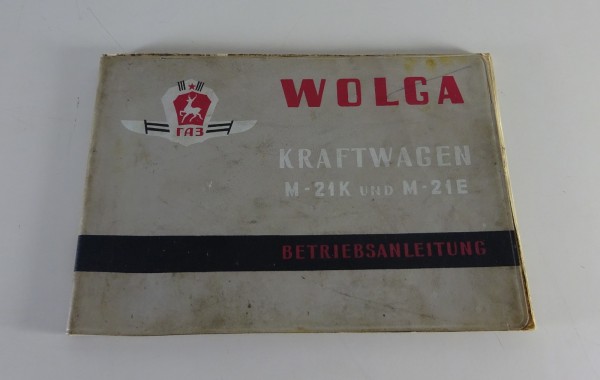 WOLGA
ГАЗ
KRAFTWAGEN
M-21K UND M-21E
BETRIEBSANLEITUNG